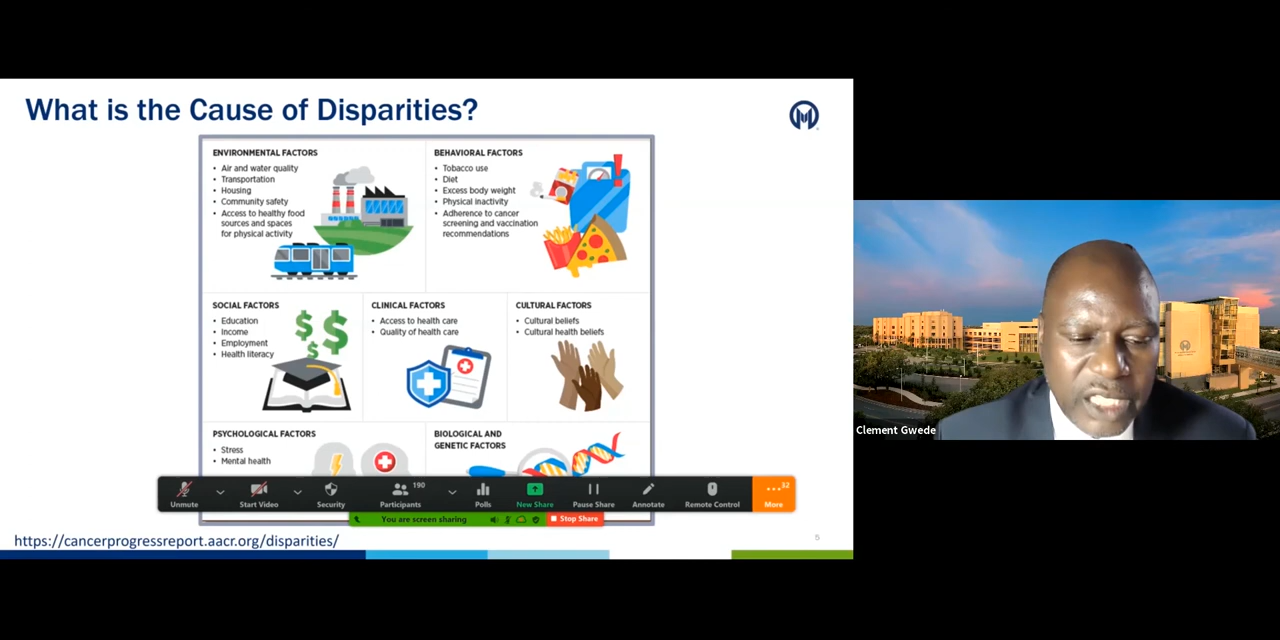 What is the Cause of Disparities?
ENVIRONMENTAL FACTORS
• Air and water quality
• Transportation
• Housing
• Community safety
• Access to healthy food
sources and spaces
for physical activity
BEHAVIORAL FACTORS
• Tobacco use
• Diet
• Excess body weight
• Physical inactivity
• Adherence to cancer
screening and vaccination
recommendations
SOCIAL FACTORS
• Education
• Income
• Employment
• Health literacy
CLINICAL FACTORS
• Access to health care
• Quality of health care
CULTURAL FACTORS
• Cultural beliefs
• Cultural health beliefs
PSYCHOLOGICAL FACTORS
• Stress
• Mental health
BIOLOGICAL AND
GENETIC FACTORS
Unmute
Start Video
Security
190
Participants
Polls
New Share
Pause Share
Annotate
Remote Control
32
More
You are screen sharing
Stop Share
https://cancerprogressreport.aacr.org/disparities/
5
Clement Gwede